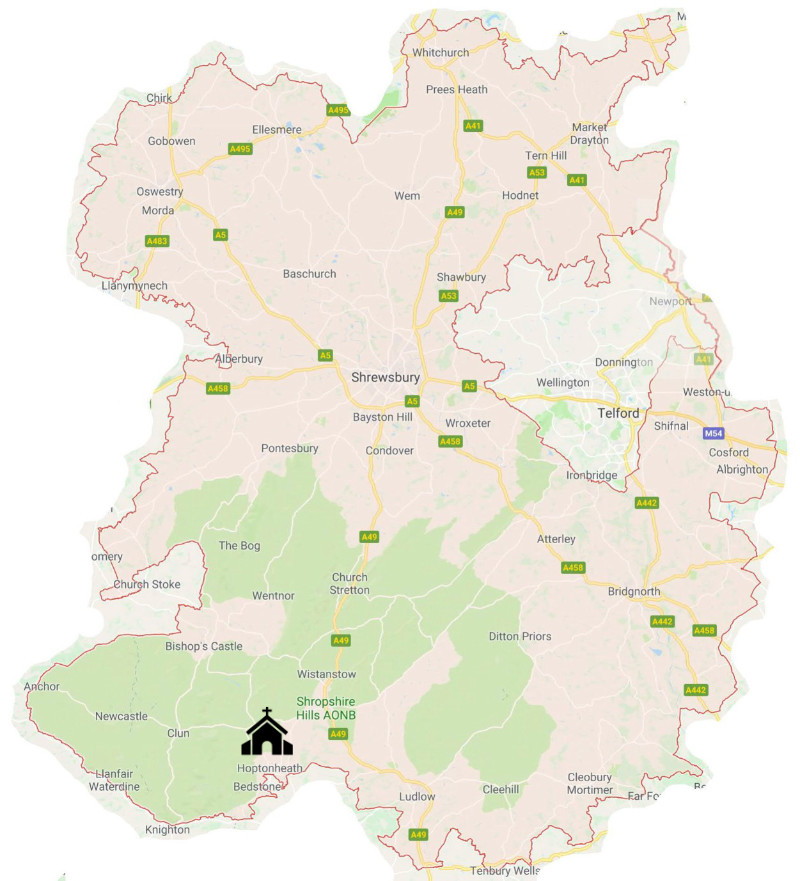 M
Whitchurch
Prees Heath
Chirk
A495
A41
Market
Drayton
Ellesmere
Gobowen
A495
Tern Hill
A53
A41
Oswestry
Wem
Hodnet
Morda
A49
A5
A483
Baschurch
Shawbury
Llanymynech
A53
Newport
Alberbury
A5
A41
Donnington
Shrewsbury
Wellington
A458
A5
Weston-u
A5
Telford
Bayston Hill
Wroxeter
Shifnal
M54
A458
Pontesbury
Condover
Cosford
Albrighton
Ironbridge
A442
A49
Atterley
The Bog
omery
A458
Church Stoke
Church
Stretton
Wentnor
Bridgnorth
A442
A458
Ditton Priors
A49
Bishop's Castle
Wistanstow
Anchor
A442
Shropshire
Hills AONB
Newcastle
Clun
A49
Hoptonheath
Llanfair
Waterdine
Bedstone
Cleobury
Mortimer
Cleehill
Ludlow
Knighton
A49
Tenbury Wells